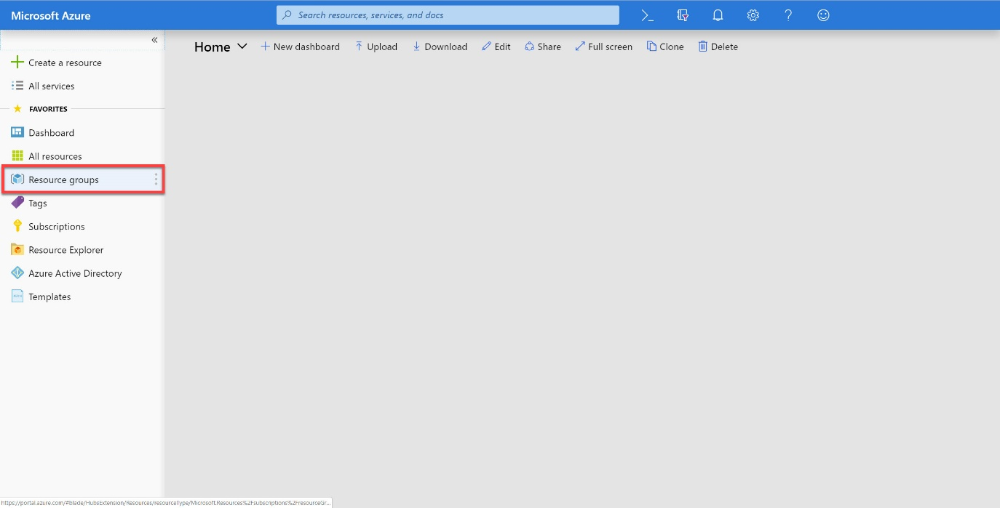 Microsoft Azure
Search resources, services, and docs
«
Create a resource
All services
FAVORITES
Dashboard
All resources
Resource groups
Tags
Subscriptions
Resource Explorer
Azure Active Directory
Templates
Home
New dashboard Upload Download Edit Share Full screen Clone Delete
https://portal.azure.com/#blade/HubsExtension/Resources/resourceType/Microsoft.Resources%2Fsubscriptions%2FresourceGr...